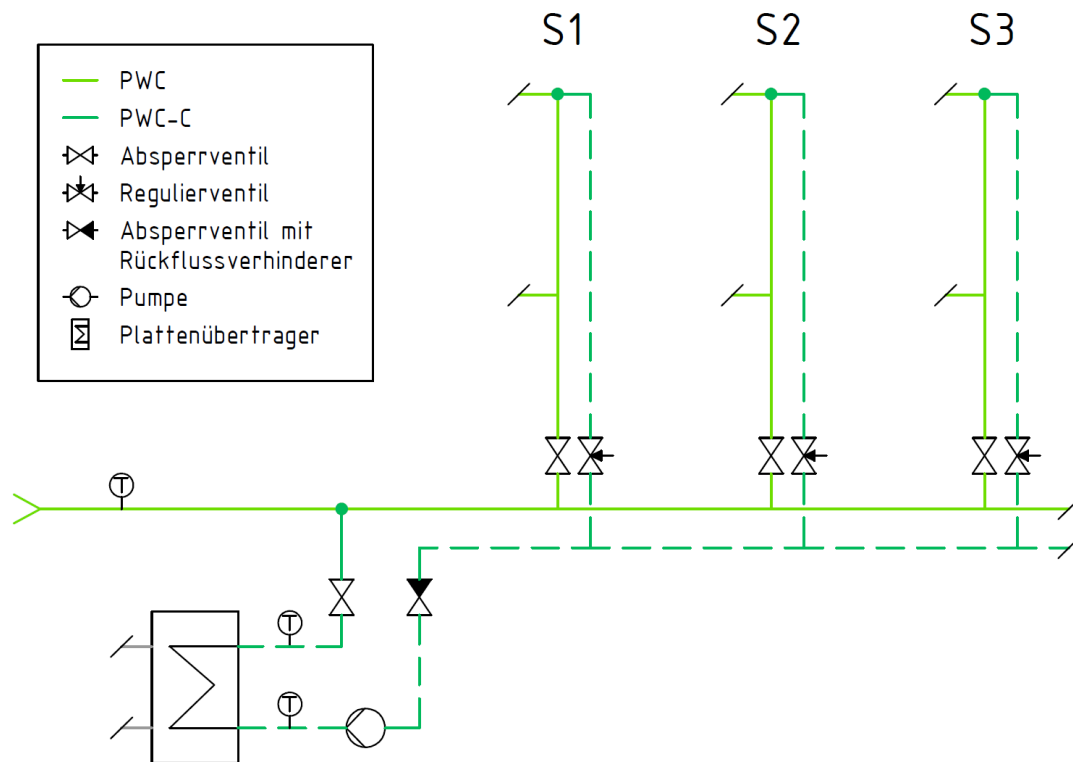 S1
S2
S3
PWC
PWC-C
Absperrventil
Regulierventil
Absperrventil mit
Rückflussverhinderer
Pumpe
Plattenübertrager
T
T
T